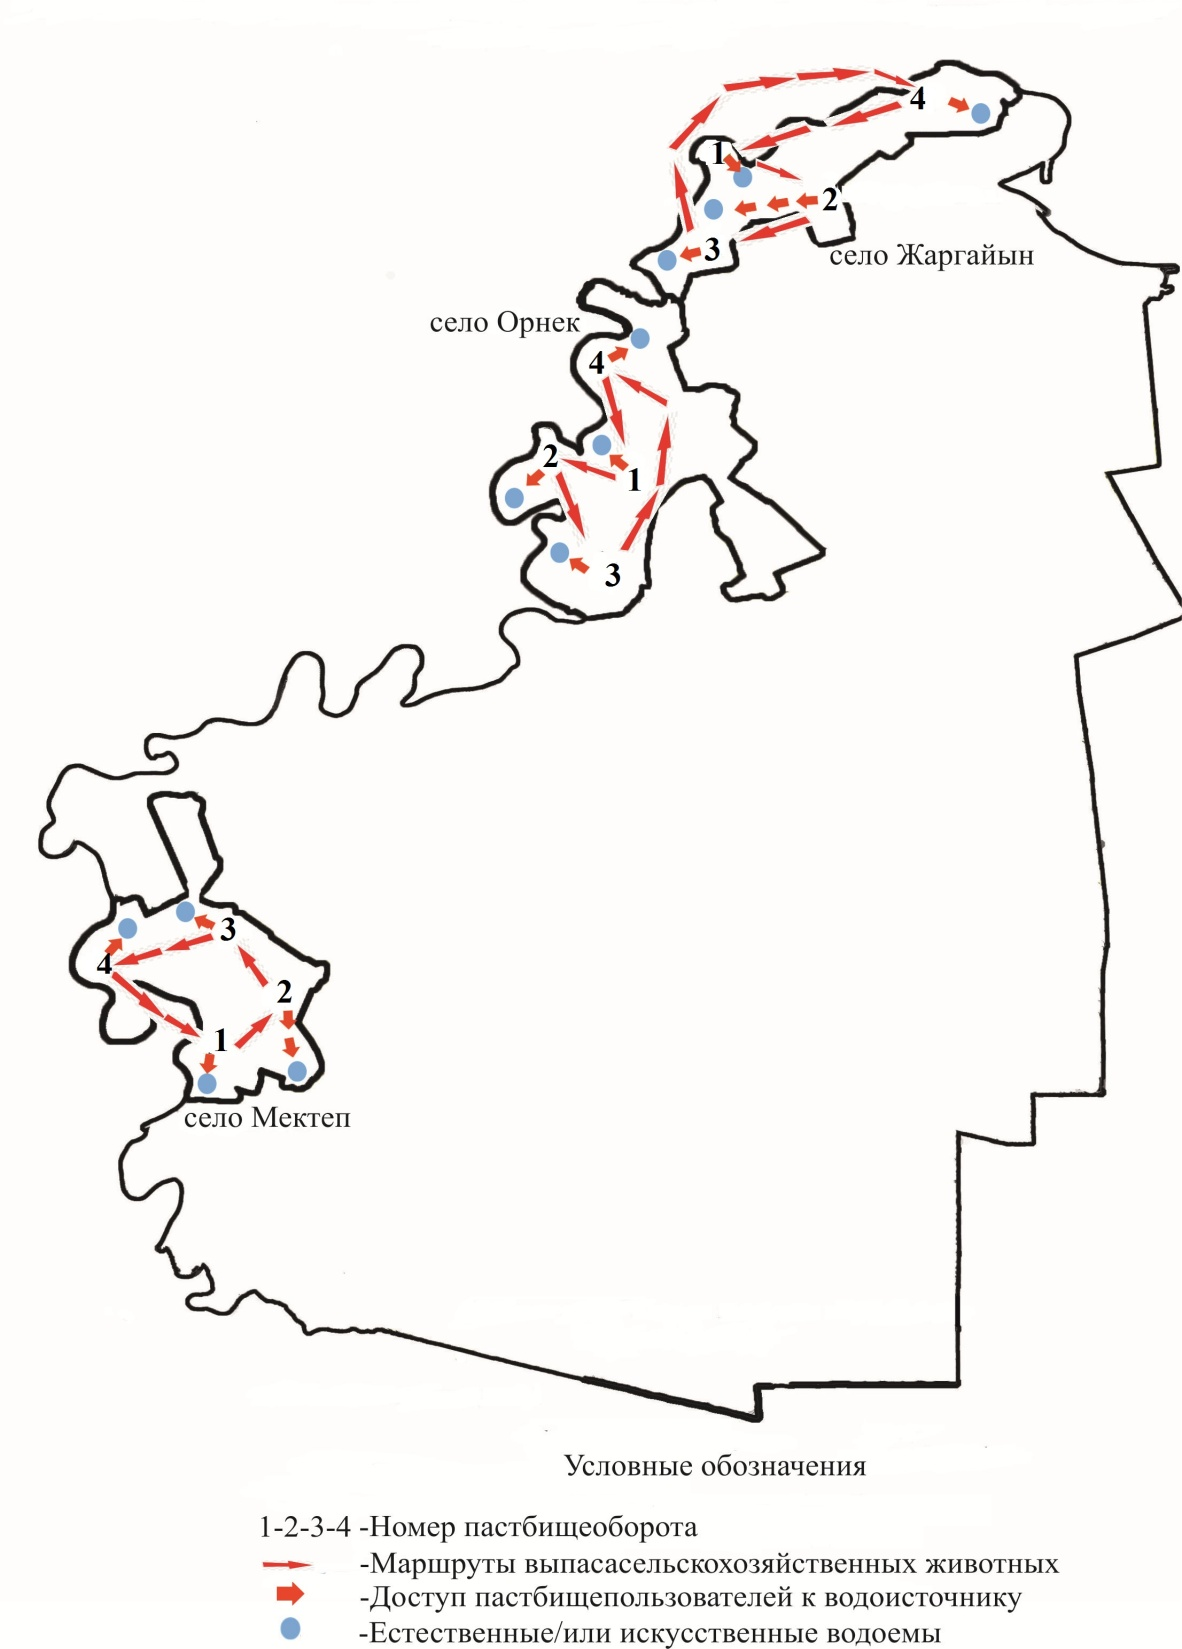 4
1
2
3
село Жаргайын
село Орнек
4
2
1
3
3
4
2
1
село Мектеп
Условные обозначения
1-2-3-4 -Номер пастбищеоборота
-Маршруты выпасасельскохозяйственных животных
-Доступ пастбищепользователей к водоисточнику
-Естественные/или искусственные водоемы